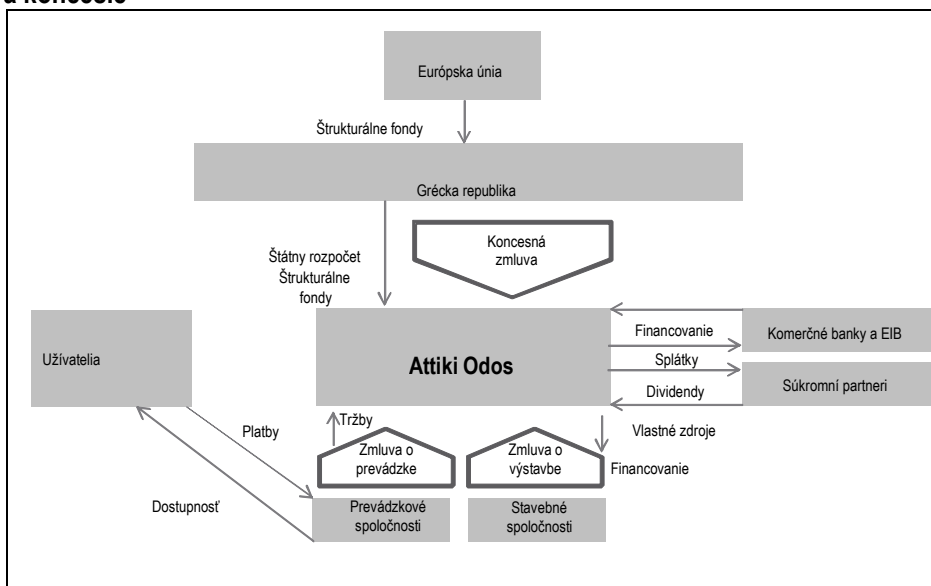 a koncesie
Európska únia
Štrukturálne fondy
Grécka republika
Koncesná
zmluva
Štátny rozpočet
Štrukturálne
fondy
Užívatelia
Attiki Odos
Financovanie
Komerčné banky a EIB
Splátky
Súkromní partneri
Dividendy
Vlastné zdroje
Platby
Tržby
Zmluva o
prevádzke
Zmluva o
výstavbe
Financovanie
Dostupnosť
Prevádzkové
spoločnosti
Stavebné
spoločnosti